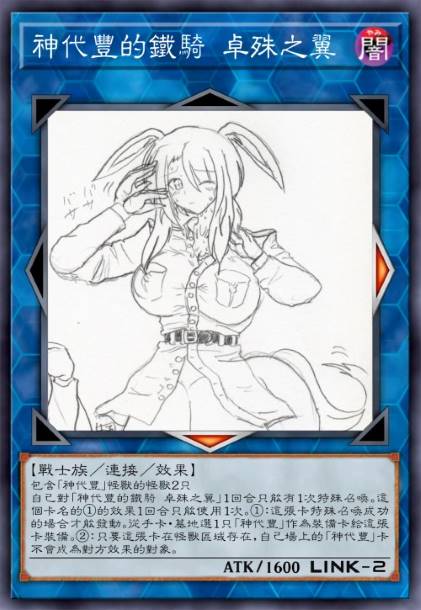 神代豐的鐵騎 卓殊之翼
闇
やみ
ザザ
【戰士族／連接／效果】
包含「神代豐」怪獸的怪獸2只
自己對「神代豐的鐵騎 卓殊之翼」1回合只能有1次特殊召喚。這
個卡名的①的效果1回合只能使用1次。①：這張卡特殊召喚成功
的場合才能發動。從手卡·墓地選1只「神代豐」作為裝備卡給這張
卡裝備。②：只要這張卡在怪獸區域存在，自己場上的「神代豐」卡
不會成為對方效果的對象。
ATK/1600 LINK-2